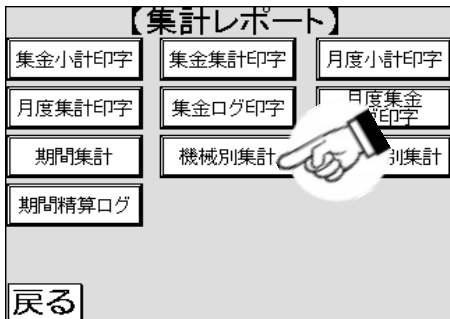 【集計レポート】
集金小計印字 集金集計印字 月度小計印字
月度集計印字 集金ログ印字 月度集金
印字
期間集計 機械別集計 別集計
期間精算ログ
戻る